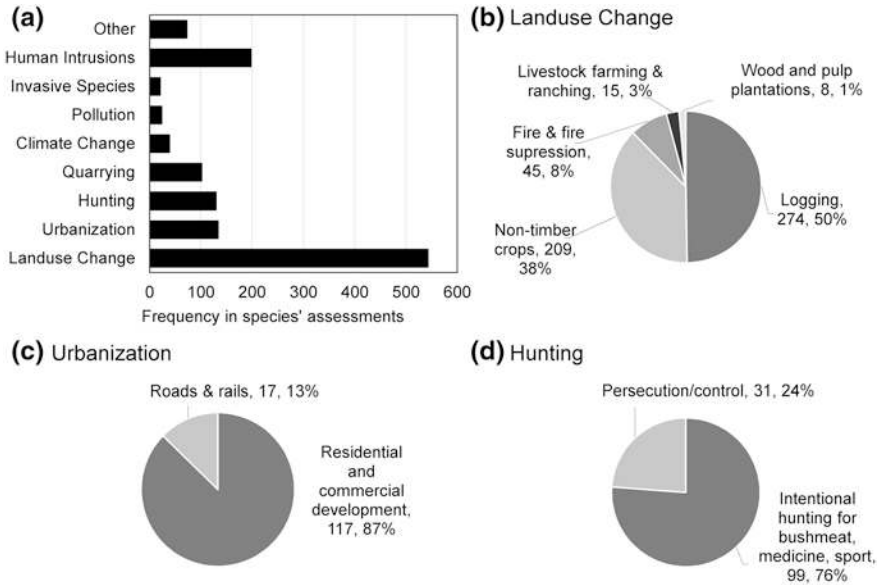 (a)
Other
Human Intrusions
Invasive Species
Pollution
Climate Change
Quarrying
Hunting
Urbanization
Landuse Change
0 100 200 300 400 500 600
Frequency in species' assessments
(b) Landuse Change
Livestock farming &
ranching, 15, 3%
Wood and pulp
plantations, 8, 1%
Fire & fire
supression,
45, 8%
Non-timber
crops, 209,
38%
Logging,
274, 50%
(c) Urbanization
Roads & rails, 17, 13%
Residential
and
commercial
development,
117, 87%
(d) Hunting
Persecution/control, 31, 24%
Intentional
hunting for
bushmeat,
medicine, sport,
99, 76%